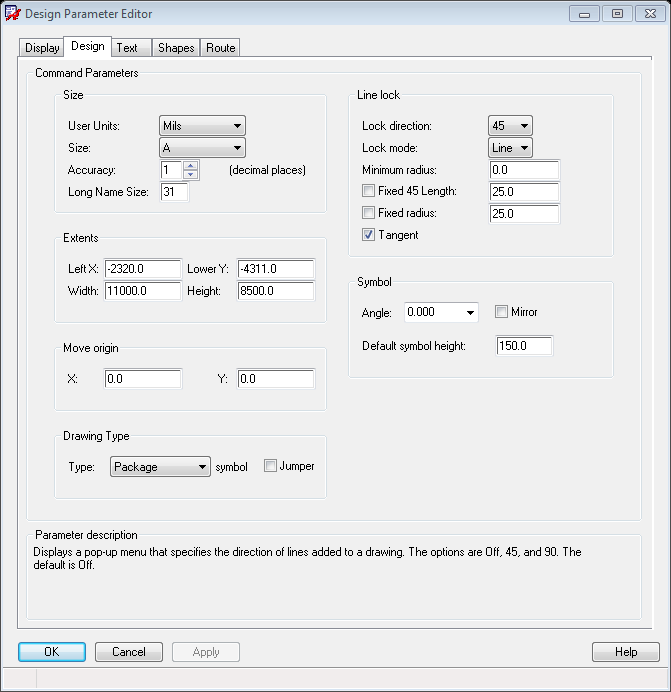 Design Parameter Editor
Display Design Text Shapes Route
Command Parameters
Size
User Units: Mils
Size: A
Accuracy: 1 (decimal places)
Long Name Size: 31
Extents
Left X: -2320.0 Lower Y: -4311.0
Width: 11000.0 Height: 8500.0
Move origin
X: 0.0 Y: 0.0
Drawing Type
Type: Package symbol Jumper
Line lock
Lock direction: 45
Lock mode: Line
Minimum radius: 0.0
Fixed 45 Length: 25.0
Fixed radius: 25.0
Tangent
Symbol
Angle: 0.000 Mirror
Default symbol height: 150.0
Parameter description
Displays a pop-up menu that specifies the direction of lines added to a drawing. The options are Off, 45, and 90. The
default is Off.
OK Cancel Apply Help